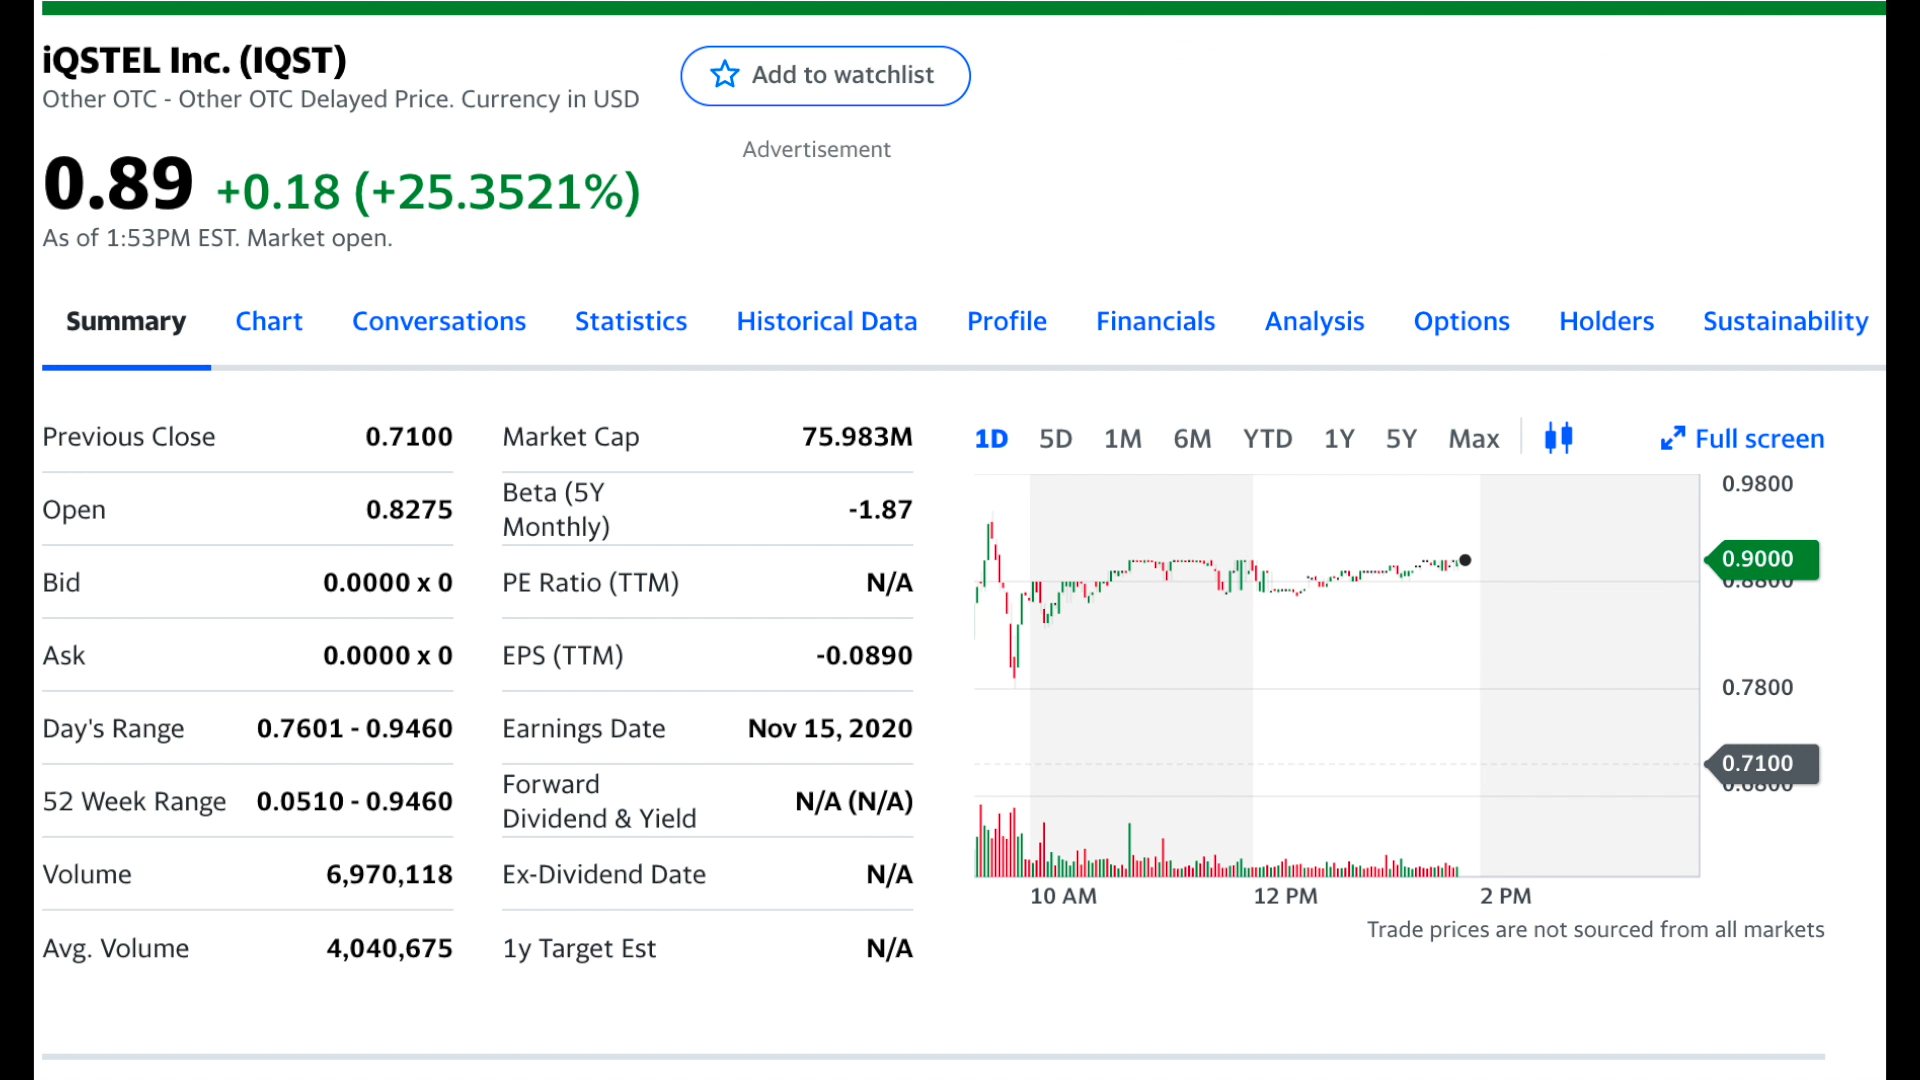 iQSTEL Inc. (IQST)
Add to watchlist
Other OTC - Other OTC Delayed Price. Currency in USD
Advertisement
0.89 +0.18 (+25.3521%)
As of 1:53PM EST. Market open.
Summary Chart Conversations Statistics Historical Data Profile Financials Analysis Options Holders Sustainability
Previous Close 0.7100
Open 0.8275
Bid 0.0000 x 0
Ask 0.0000 x 0
Day's Range 0.7601 - 0.9460
52 Week Range 0.0510 - 0.9460
Volume 6,970,118
Avg. Volume 4,040,675
Market Cap 75.983M
Beta (5Y
Monthly) -1.87
PE Ratio (TTM) N/A
EPS (TTM) -0.0890
Earnings Date Nov 15, 2020
Forward
Dividend & Yield N/A (N/A)
Ex-Dividend Date N/A
1y Target Est N/A
1D 5D 1M 6M YTD 1Y 5Y Max Full screen
0.9800
0.9000
0.8800
0.7800
0.7100
0.6800
10 AM 12 PM 2 PM
Trade prices are not sourced from all markets